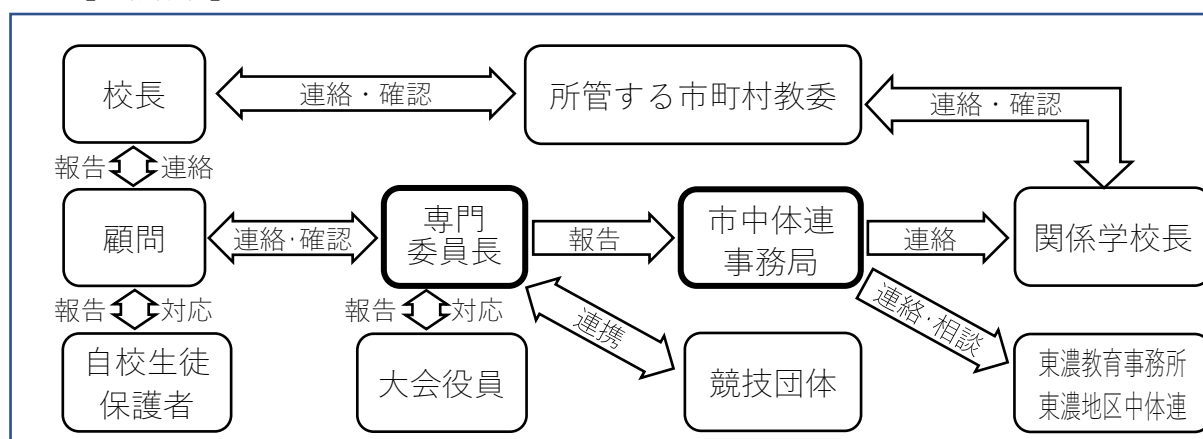 校長
連絡・確認
所管する市町村教委
連絡・確認
報告
連絡
顧問
連絡･確認
専門
委員長
報告
市中体連
事務局
連絡
関係学校長
報告
対応
報告
対応
連携
連絡･相談
自校生徒
保護者
大会役員
競技団体
東濃教育事務所
東濃地区中体連